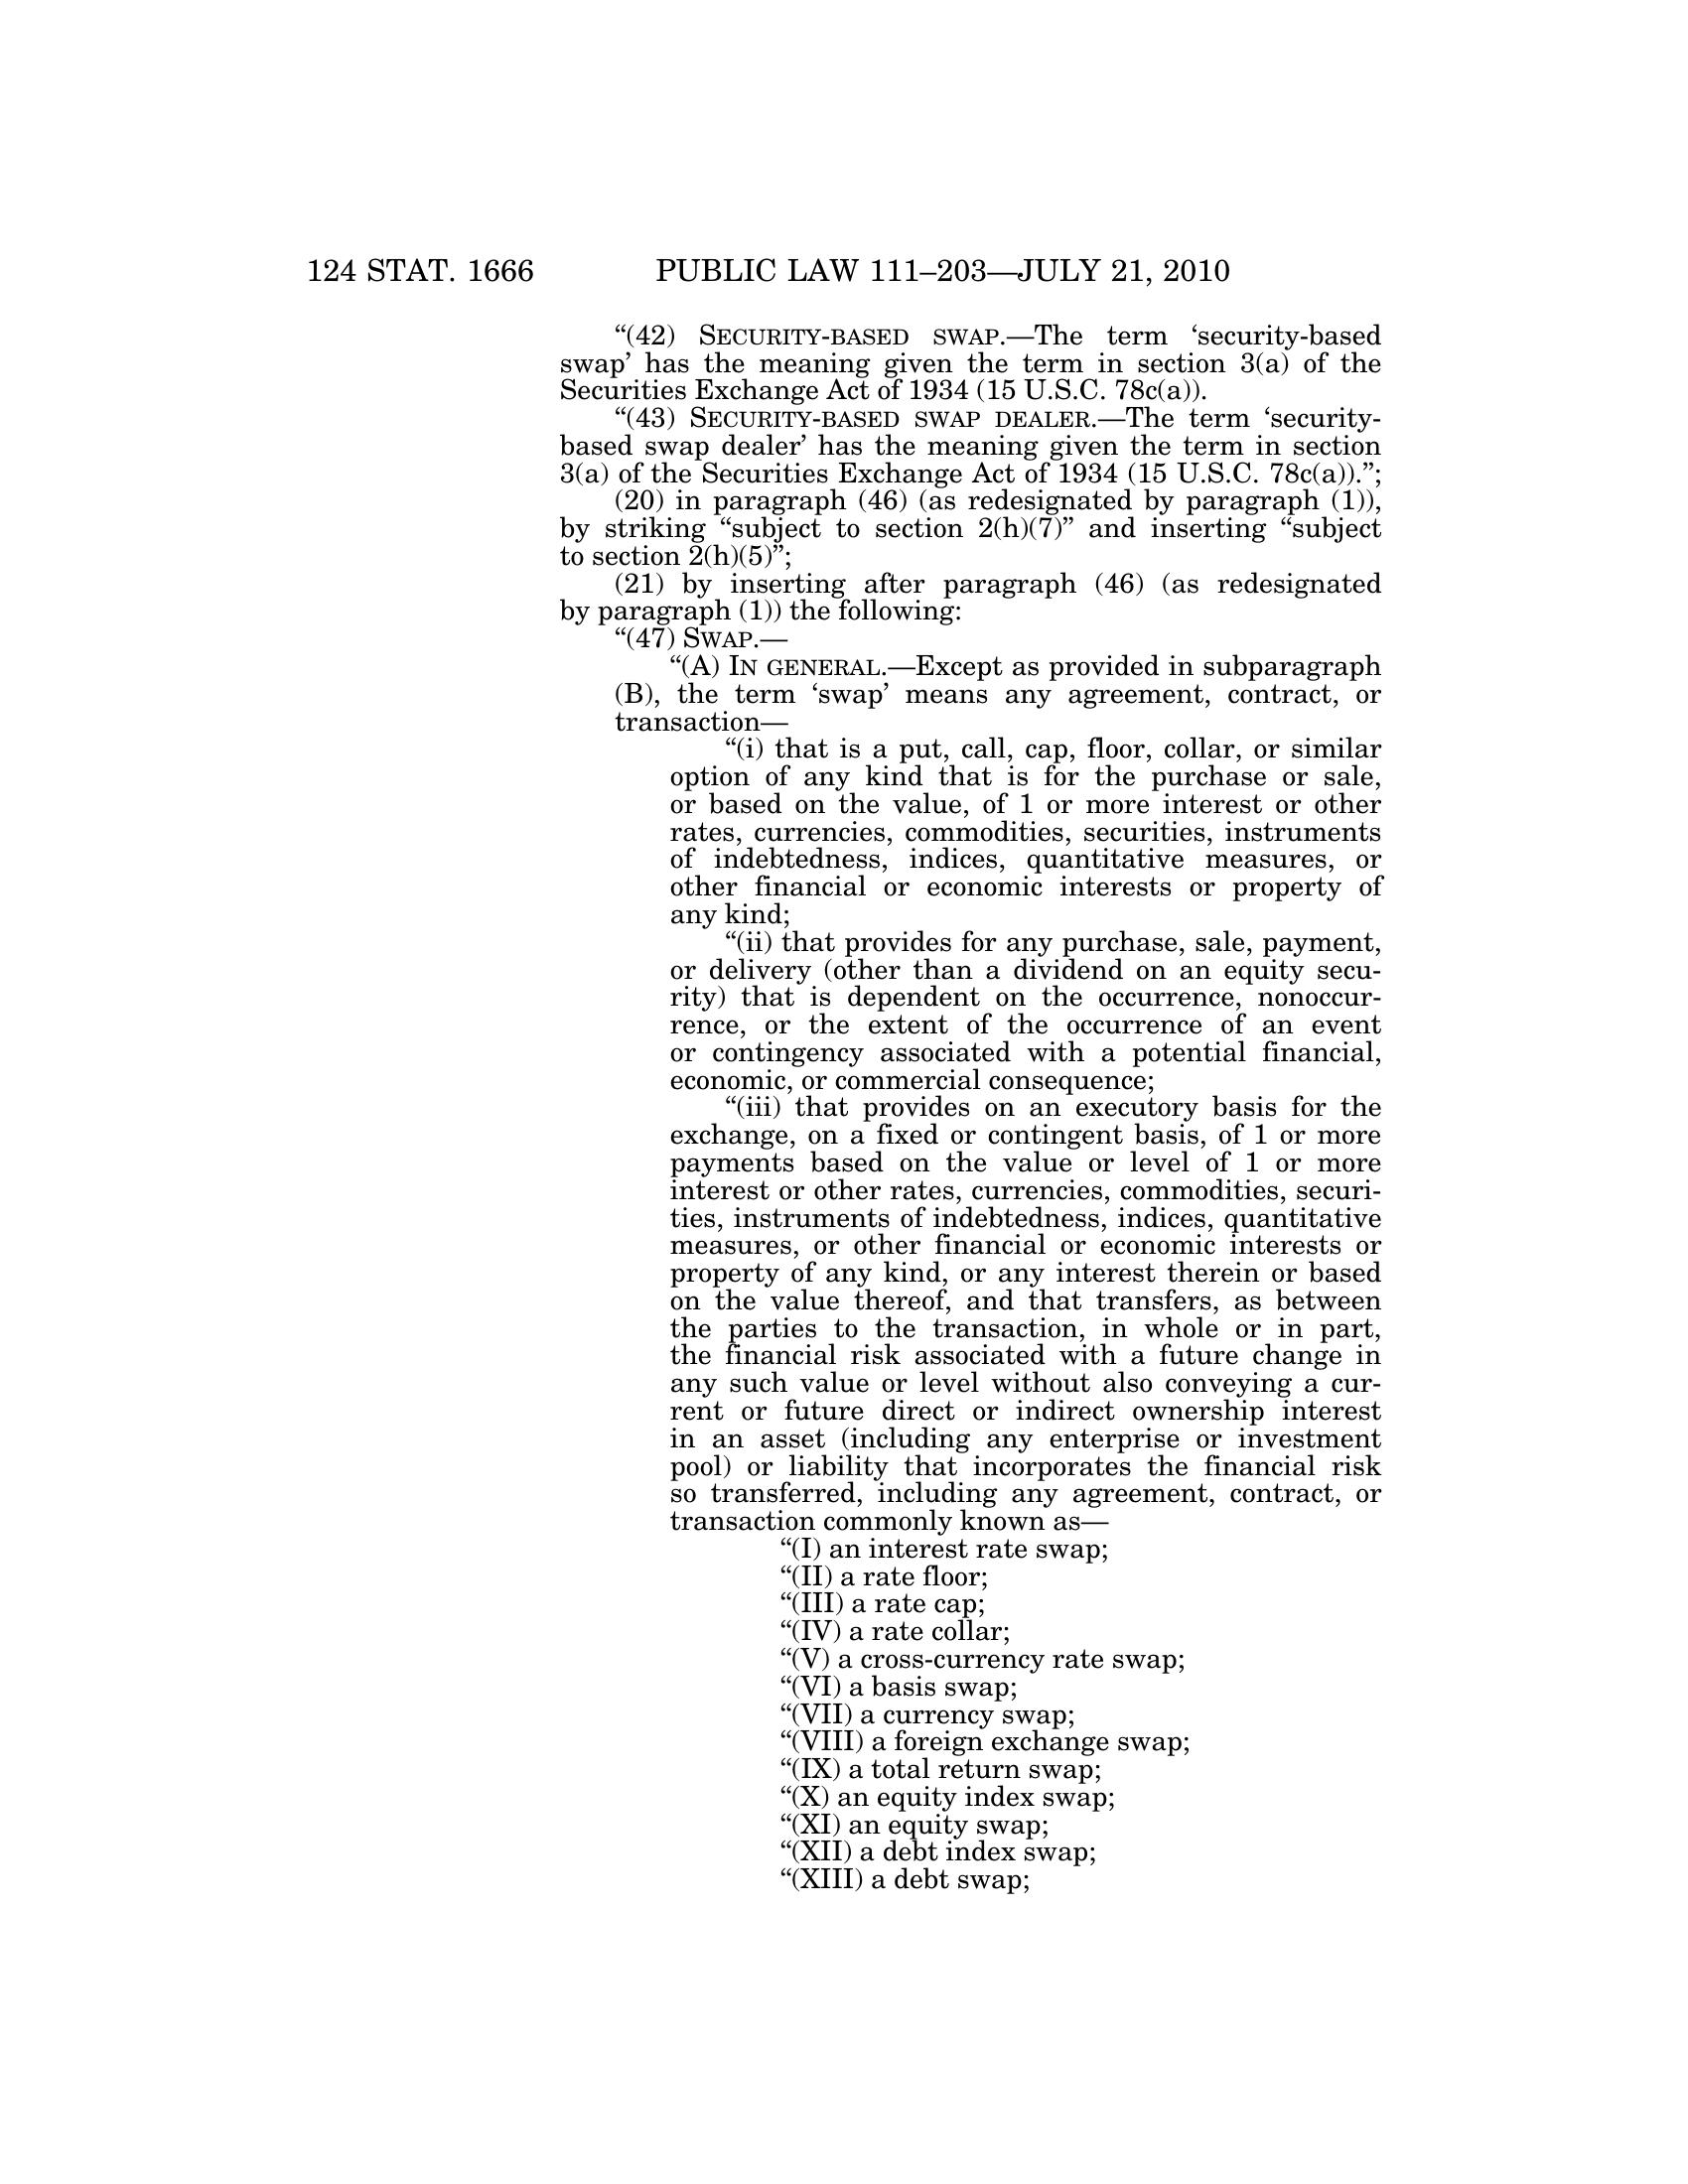 124 STAT. 1666 PUBLIC LAW 111–203—JULY 21, 2010
“(42) SECURITY-BASED SWAP.—The term ‘security-based
swap’ has the meaning given the term in section 3(a) of the
Securities Exchange Act of 1934 (15 U.S.C. 78c(a)).
“(43) SECURITY-BASED SWAP DEALER.—The term ‘security-
based swap dealer’ has the meaning given the term in section
3(a) of the Securities Exchange Act of 1934 (15 U.S.C. 78c(a)).”;
(20) in paragraph (46) (as redesignated by paragraph (1)),
by striking “subject to section 2(h)(7)” and inserting “subject
to section 2(h)(5)”;
(21) by inserting after paragraph (46) (as redesignated
by paragraph (1)) the following:
“(47) SWAP.—
“(A) IN GENERAL.—Except as provided in subparagraph
(B), the term ‘swap’ means any agreement, contract, or
transaction—
“(i) that is a put, call, cap, floor, collar, or similar
option of any kind that is for the purchase or sale,
or based on the value, of 1 or more interest or other
rates, currencies, commodities, securities, instruments
of indebtedness, indices, quantitative measures, or
other financial or economic interests or property of
any kind;
“(ii) that provides for any purchase, sale, payment,
or delivery (other than a dividend on an equity secu-
rity) that is dependent on the occurrence, nonoccur-
rence, or the extent of the occurrence of an event
or contingency associated with a potential financial,
economic, or commercial consequence;
“(iii) that provides on an executory basis for the
exchange, on a fixed or contingent basis, of 1 or more
payments based on the value or level of 1 or more
interest or other rates, currencies, commodities, securi-
ties, instruments of indebtedness, indices, quantitative
measures, or other financial or economic interests or
property of any kind, or any interest therein or based
on the value thereof, and that transfers, as between
the parties to the transaction, in whole or in part,
the financial risk associated with a future change in
any such value or level without also conveying a cur-
rent or future direct or indirect ownership interest
in an asset (including any enterprise or investment
pool) or liability that incorporates the financial risk
so transferred, including any agreement, contract, or
transaction commonly known as—
“(I) an interest rate swap;
“(II) a rate floor;
“(III) a rate cap;
“(IV) a rate collar;
“(V) a cross-currency rate swap;
“(VI) a basis swap;
“(VII) a currency swap;
“(VIII) a foreign exchange swap;
“(IX) a total return swap;
“(X) an equity index swap;
“(XI) an equity swap;
“(XII) a debt index swap;
“(XIII) a debt swap;